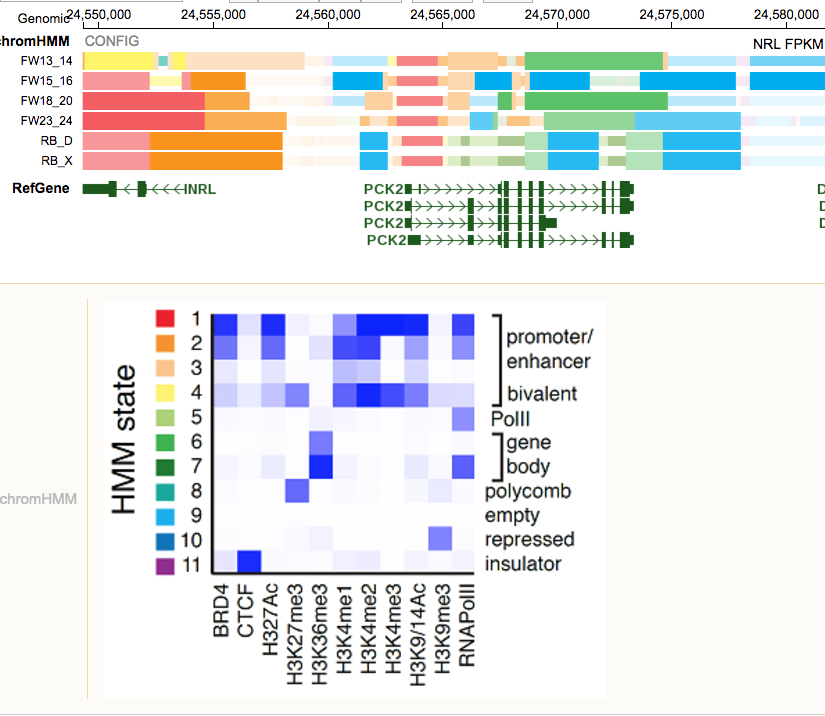 Genomic 24,550,000 24,555,000 24,560,000 24,565,000 24,570,000 24,575,000 24,580,000
chromHMM CONFIG NRL FPKM
FW13_14
FW15_16
FW18_20
FW23_24
RB_D
RB_X
RefGene NRL PCK2 D
PCK2 D
PCK2 D
PCK2
chromHMM
HMM state
1
2
3
4
5
6
7
8
9
10
11
promoter/
enhancer
bivalent
PolII
gene
body
polycomb
empty
repressed
insulator
BRD4
CTCF
H327Ac
H3K27me3
H3K36me3
H3K4me1
H3K4me2
H3K4me3
H3K9/14Ac
H3K9me3
RNAPolII